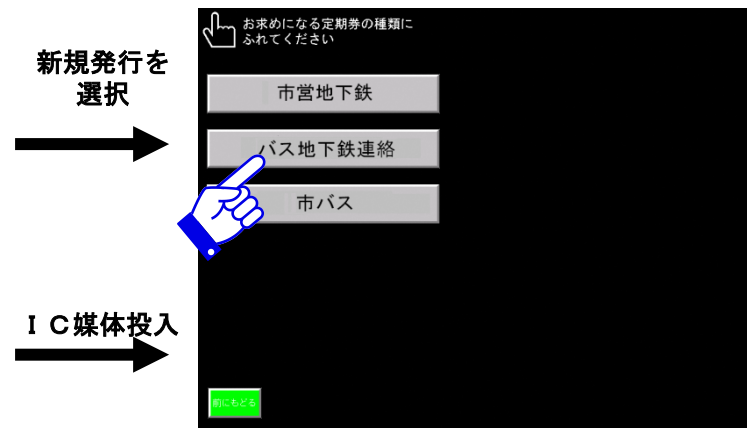 お求めになる定期券の種類に
ふれてください
新規発行を
選択
市営地下鉄
バス地下鉄連絡
市バス
ＩＣ媒体投入
前にもどる